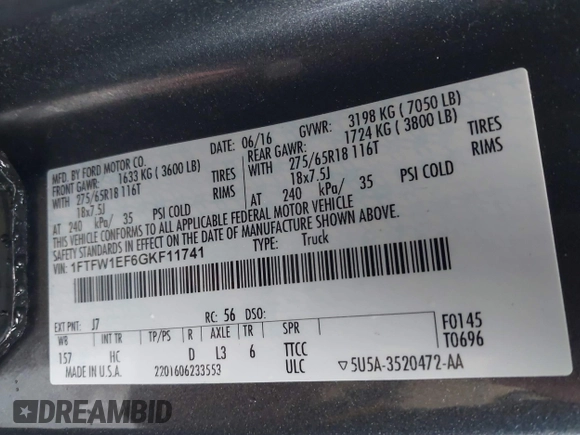 MFD. BY FORD MOTOR CO.
DATE: 06/16 GVWR: 3198 KG ( 7050 LB)
FRONT GAWR: 1633 KG ( 3600 LB) REAR GAWR: 1724 KG ( 3800 LB)
275/65R18 116T TIRES 275/65R18 116T TIRES
18x7.5J RIMS 18x7.5J RIMS
AT 240 kPa/ 35 PSI COLD AT 240 kPa/ 35 PSI COLD
THIS VEHICLE CONFORMS TO ALL APPLICABLE FEDERAL MOTOR VEHICLE
SAFETY STANDARDS IN EFFECT ON THE DATE OF MANUFACTURE SHOWN ABOVE.
VIN: 1FTFW1EF6GKF11741
TYPE: Truck
EXT PNT: J7 RC: 56 DSO:
WB INT TR TP/PS R AXLE TR SPR
157 HC D L3 6 TTCC
ULC
F0145
T0696
MADE IN U.S.A. 2201606233553
5U5A-3520472-AA
DREAMBID